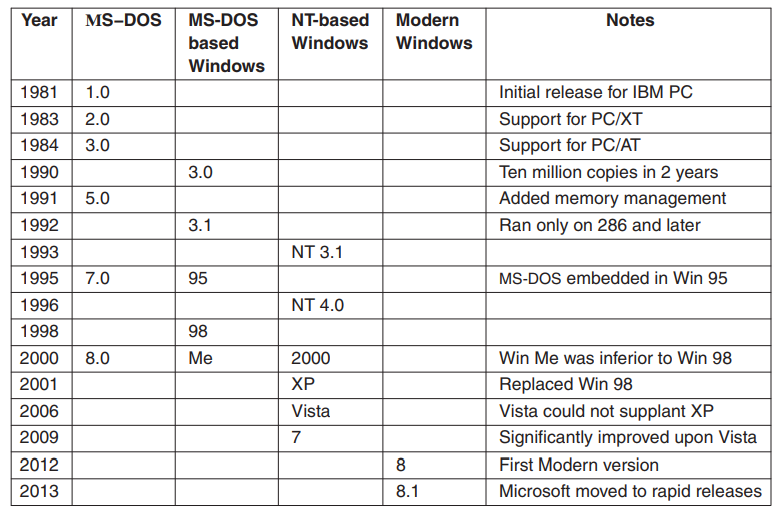 Year MS–DOS MS-DOS based Windows NT-based Windows Modern Windows Notes
1981 1.0 Initial release for IBM PC
1983 2.0 Support for PC/XT
1984 3.0 Support for PC/AT
1990 3.0 Ten million copies in 2 years
1991 5.0 Added memory management
1992 3.1 Ran only on 286 and later
1993 NT 3.1
1995 7.0 95 MS-DOS embedded in Win 95
1996 NT 4.0
1998 98
2000 8.0 Me 2000 Win Me was inferior to Win 98
2001 XP Replaced Win 98
2006 Vista Vista could not supplant XP
2009 7 Significantly improved upon Vista
2012 8 First Modern version
2013 8.1 Microsoft moved to rapid releases